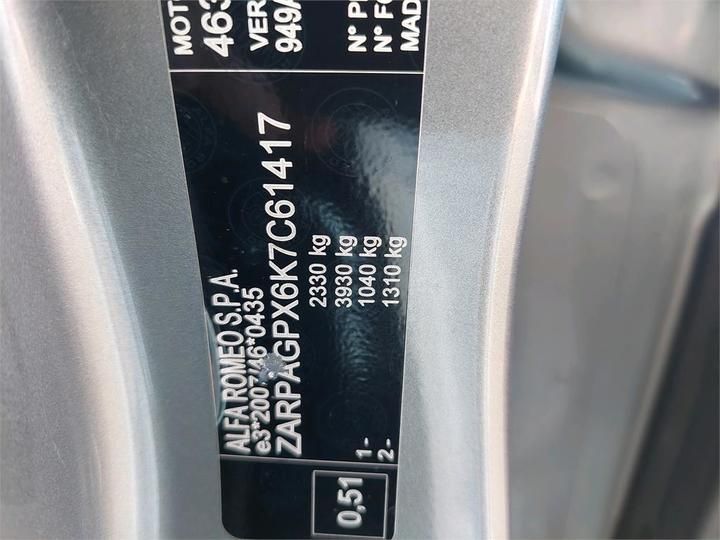 ALFA ROMEO S.P.A.
e3*2007/46*0435
ZARPAGPX6K7C61417
2330 kg
3930 kg
1- 1040 kg
2- 1310 kg
0,51
MOT
463
VER
949A
N° P
N° F
MAD